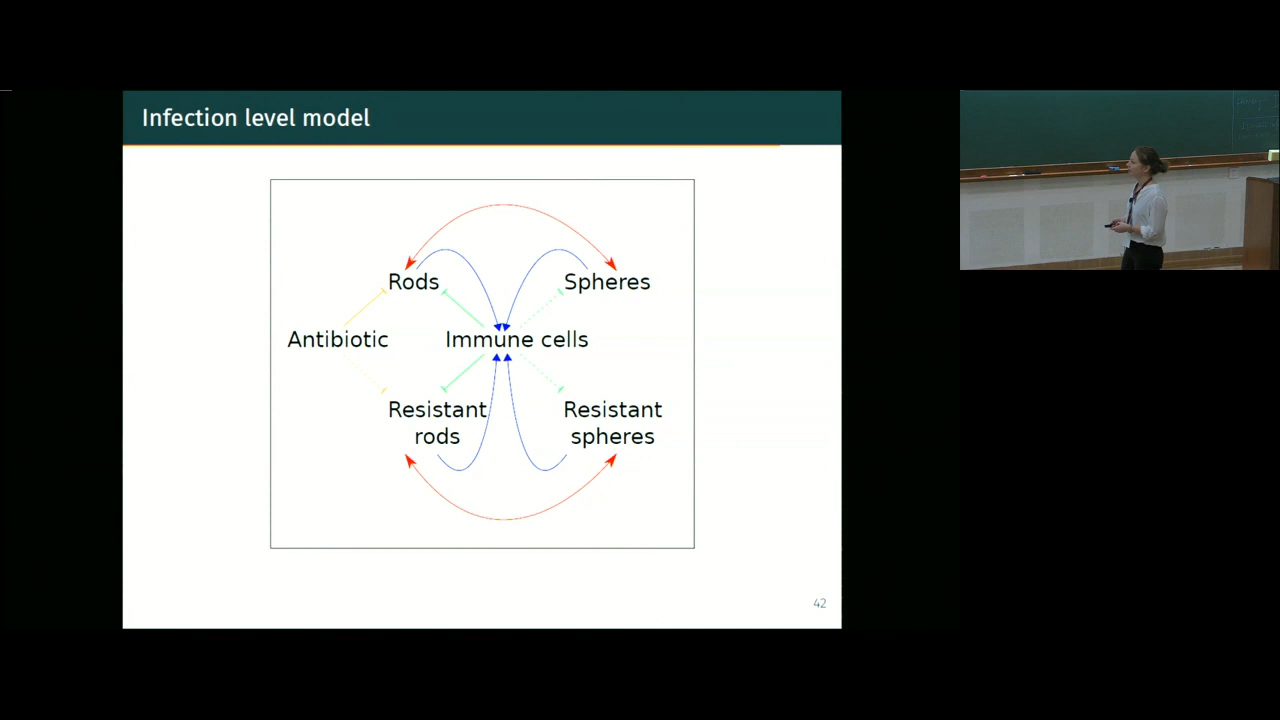 Infection level model
Rods
Spheres
Antibiotic
Immune cells
Resistant
rods
Resistant
spheres
42